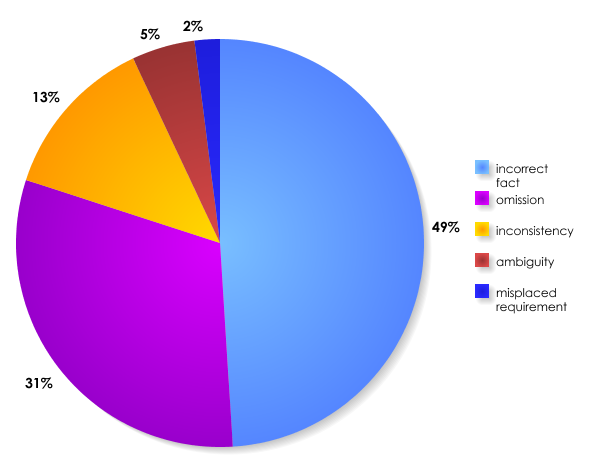 2%
5%
13%
49%
31%
incorrect
fact
omission
inconsistency
ambiguity
misplaced
requirement